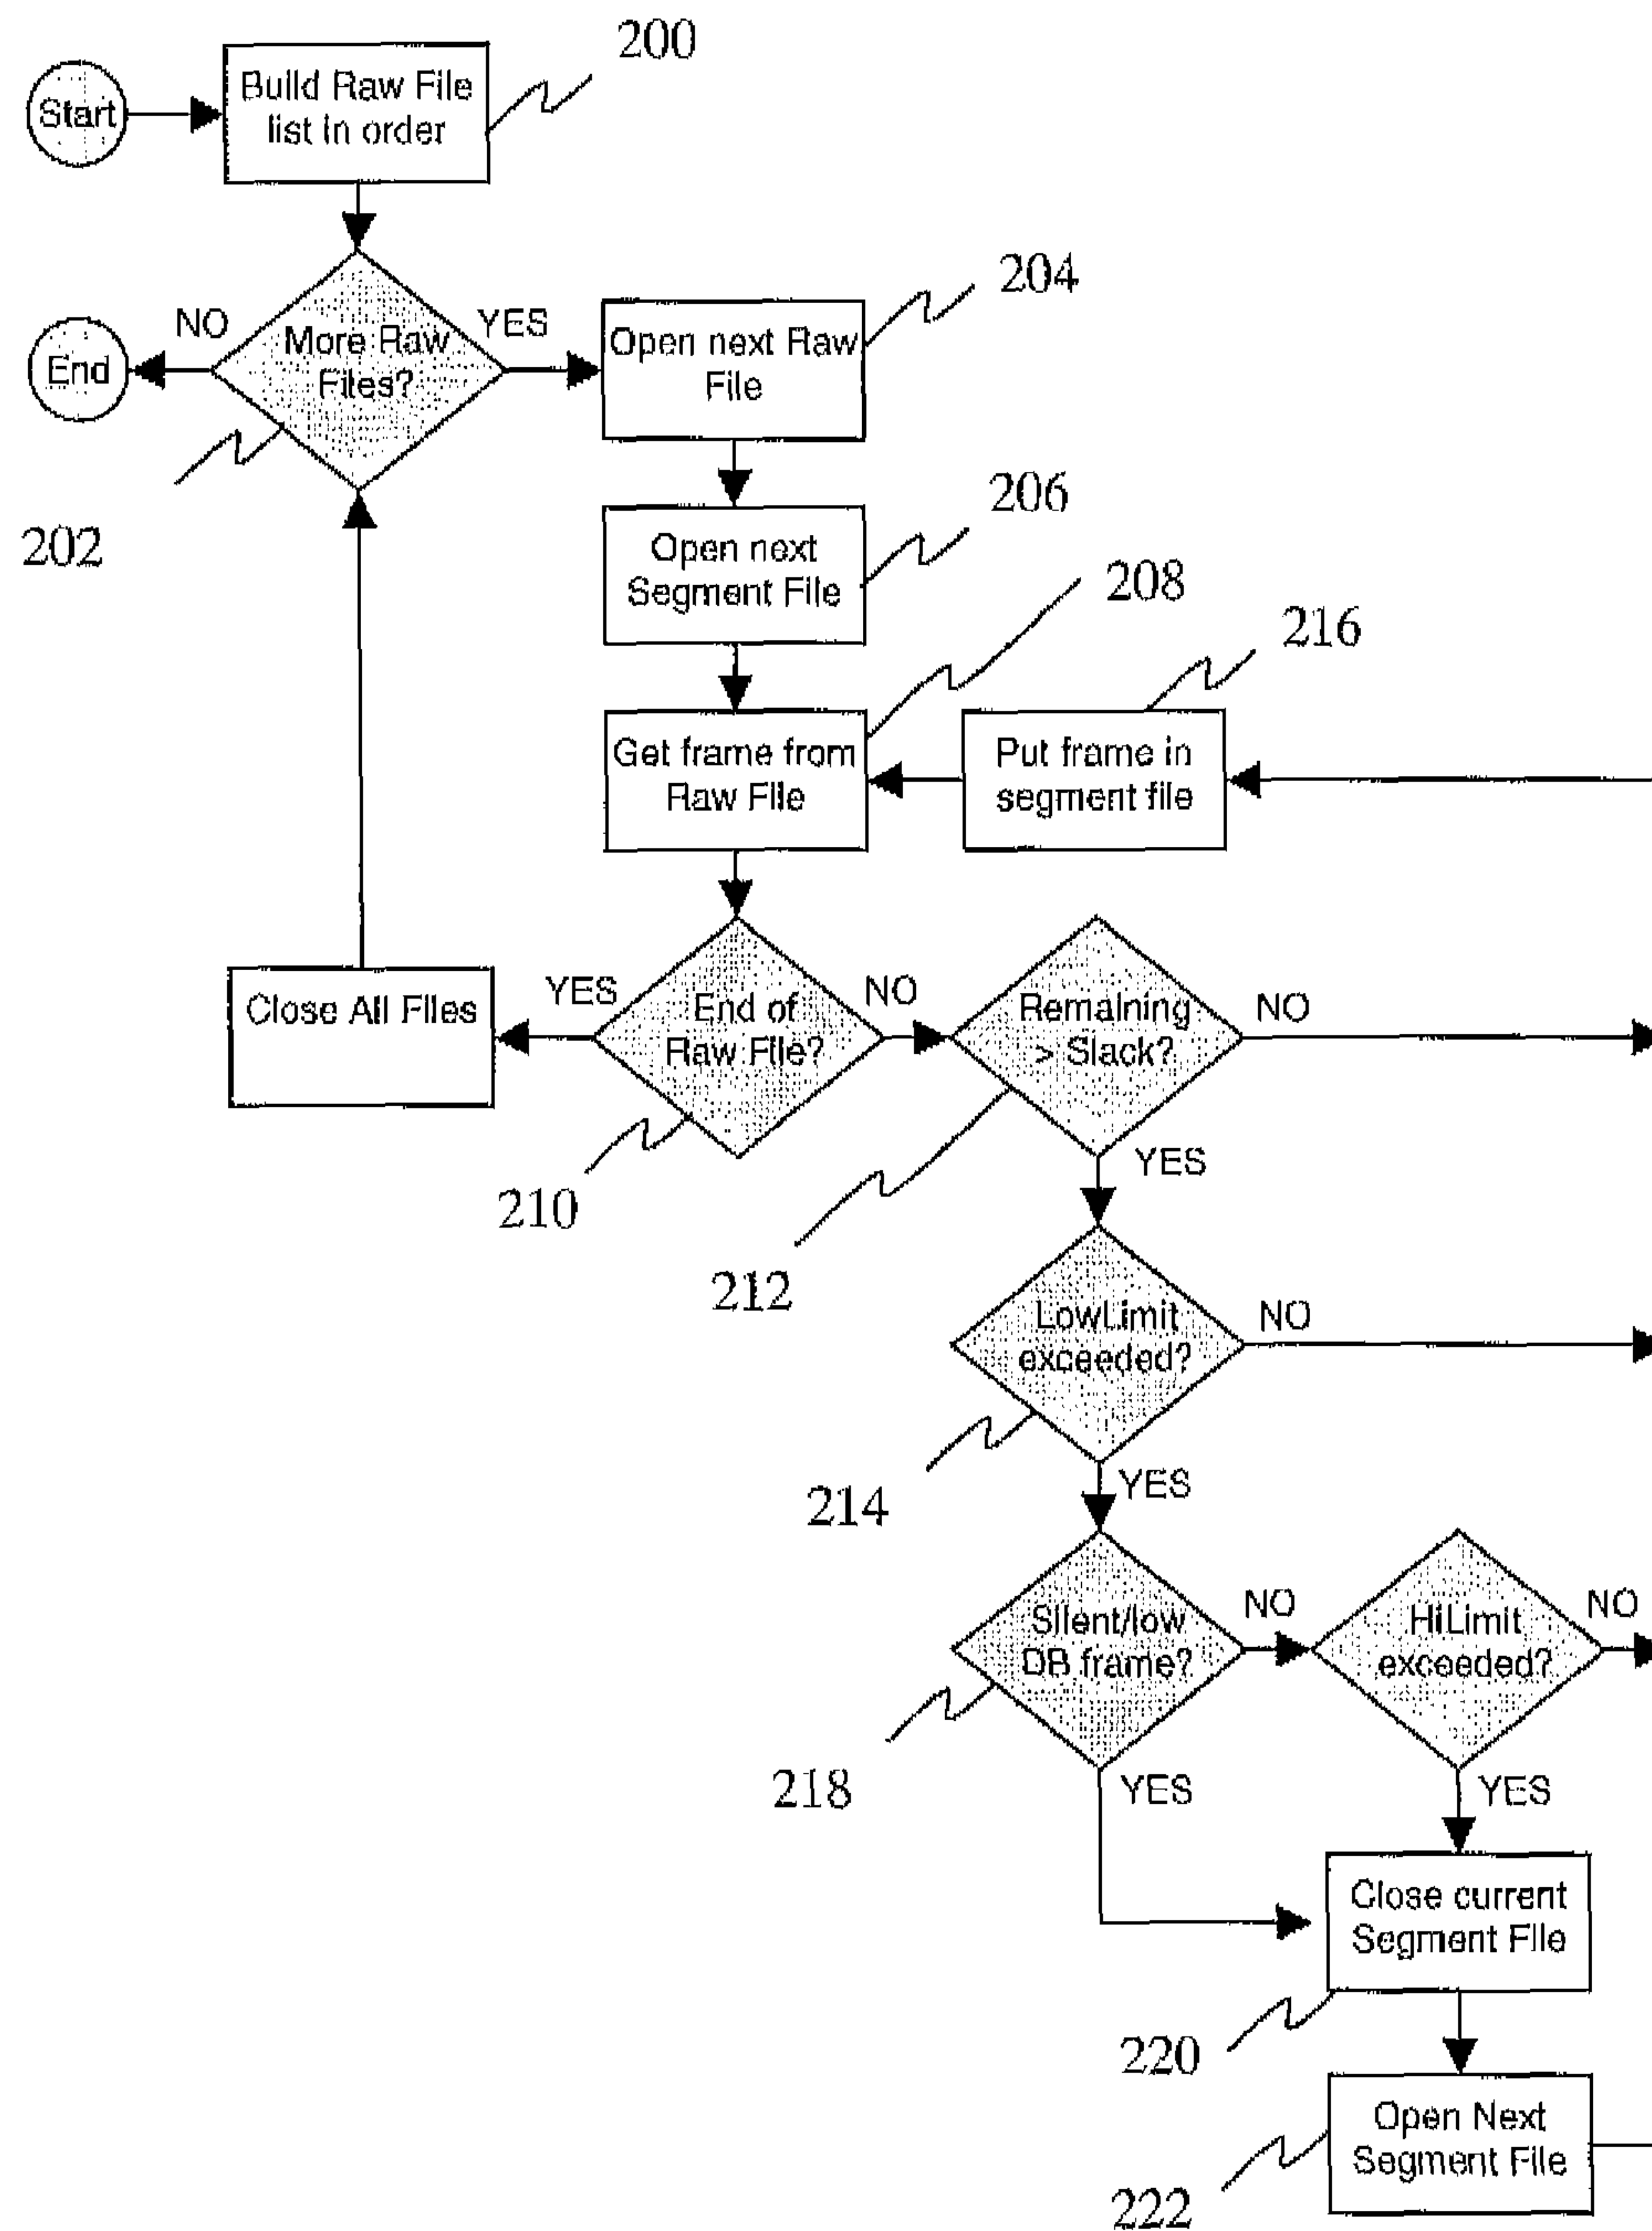 200
Start
Build Raw File
list in order
204
NO
YES
End
More Raw
Files?
Open next Raw
File
202
206
Open next
Segment File
208
216
Get frame from
Raw File
Put frame in
segment file
Close All Files
YES
End of
Raw File?
NO
Remaining
> Slack?
NO
210
YES
212
LowLimit
exceeded?
NO
214
YES
Silent/low
DB frame?
NO
HiLimit
exceeded?
NO
218
YES
YES
Close current
Segment File
220
Open Next
Segment File
222